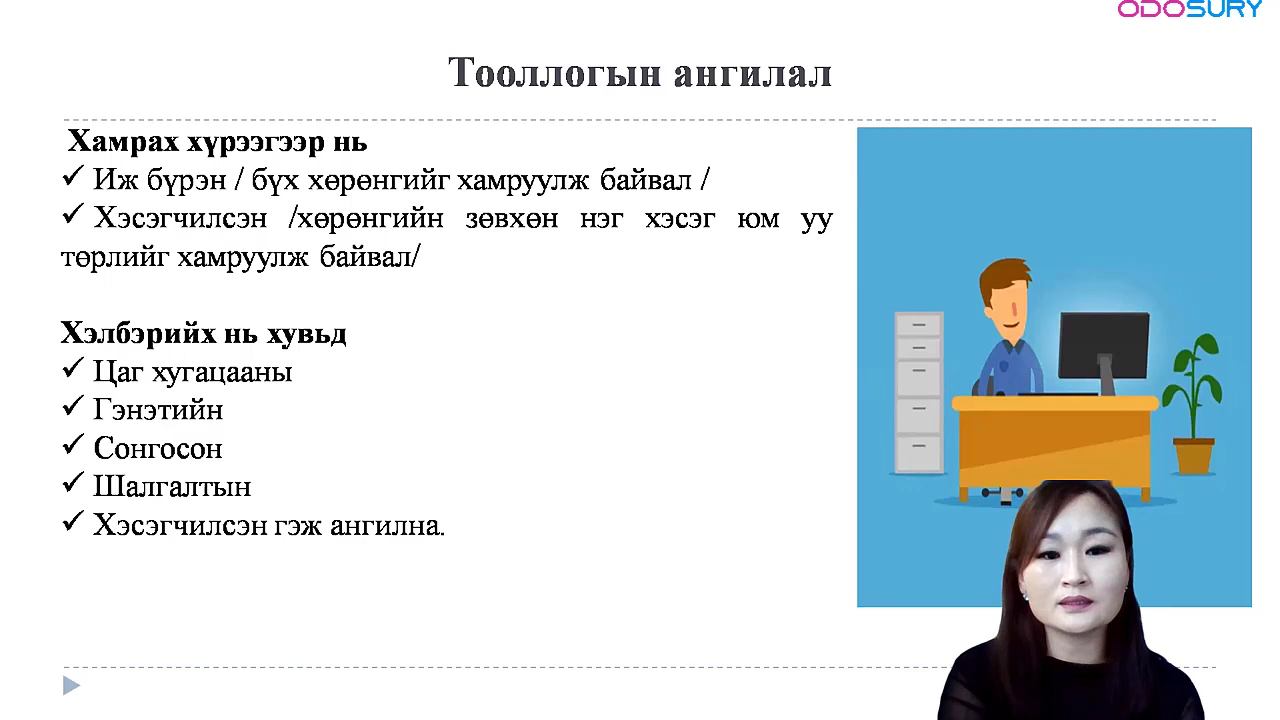 ODOSURY
Тооллогын ангилал
Хамрах хүрээгээр нь
✓ Иж бүрэн / бүх хөрөнгийг хамруулж байвал /
✓ Хэсэгчилсэн /хөрөнгийн зөвхөн нэг хэсэг юм уу
төрлийг хамруулж байвал/
Хэлбэрийх нь хувьд
✓ Цаг хугацааны
✓ Гэнэтийн
✓ Сонгосон
✓ Шалгалтын
✓ Хэсэгчилсэн гэж ангилна.